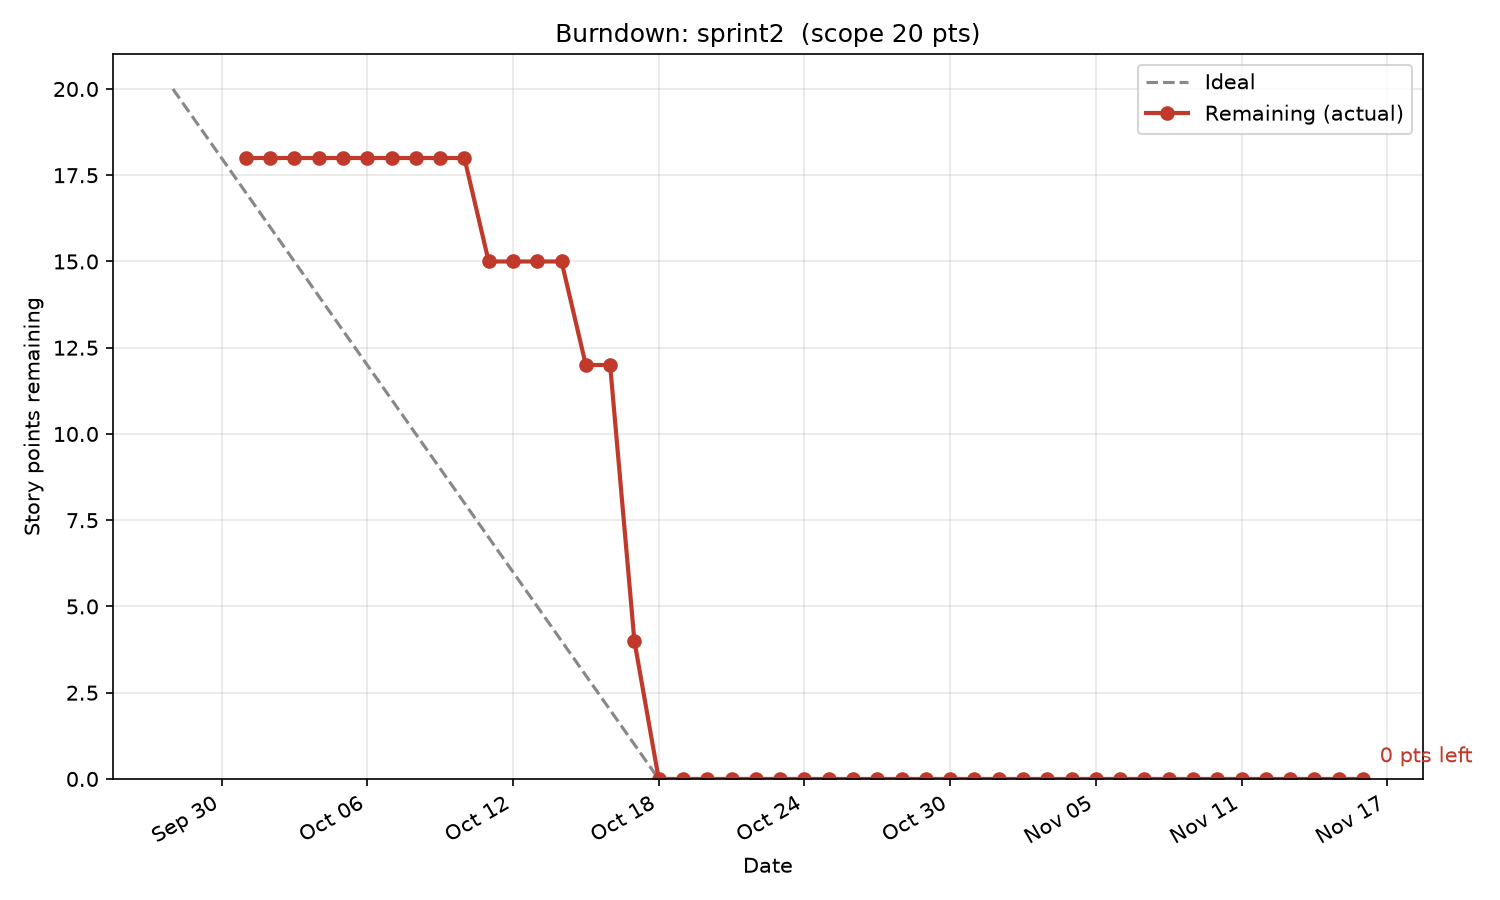 Burndown: sprint2  (scope 20 pts)
Ideal
Remaining (actual)
20.0
17.5
15.0
12.5
10.0
7.5
5.0
2.5
0.0
Story points remaining
0 pts left
Sep 30
Oct 06
Oct 12
Oct 18
Oct 24
Oct 30
Nov 05
Nov 11
Nov 17
Date